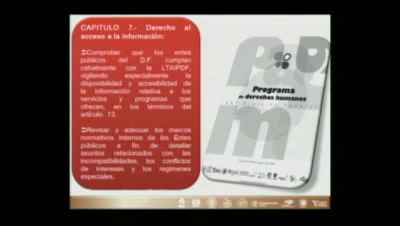 CAPITULO 7.- Derecho al
acceso a la información:
Comprobar que los entes
públicos del D.F. cumplan
cabalmente con la LTAIPDF,
vigilando especialmente la
disponibilidad y accesibilidad de
la información relativa a los
servicios y programas que
ofrecen, en los términos del
artículo 13.
Revisar y adecuar los marcos
normativos internos de los Entes
públicos a fin de detallar
asuntos relacionados con las
incompatibilidades, los conflictos
de intereses y los regímenes
especiales.
Programa
de derechos humanos
del Distrito Federal